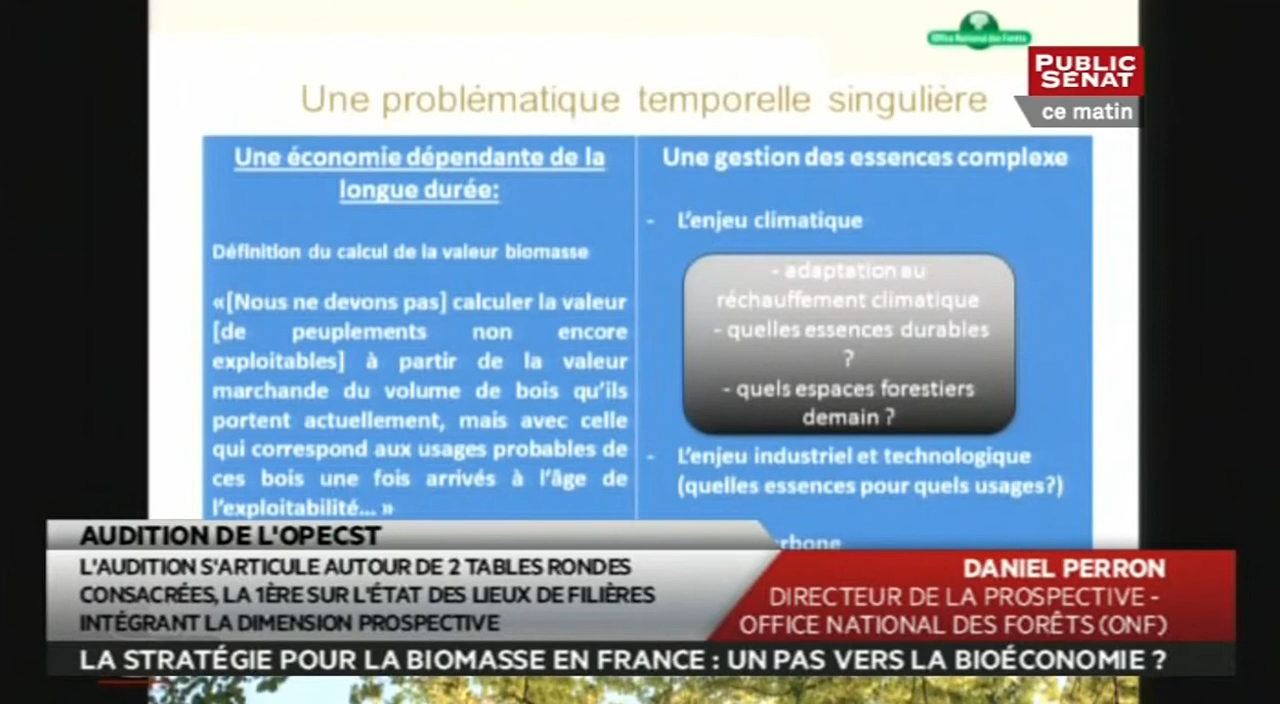 Office National des Forêts
PUBLIC
SÉNAT
ce matin
Une problématique temporelle singulière
Une économie dépendante de la
longue durée:
Définition du calcul de la valeur biomasse
«[Nous ne devons pas] calculer la valeur
[de peuplements non encore
exploitables] à partir de la valeur
marchande du volume de bois qu'ils
portent actuellement, mais avec celle
qui correspond aux usages probables de
ces bois une fois arrivés à l'âge de
l'exploitabilité... »
Une gestion des essences complexe
- L'enjeu climatique
- adaptation au
réchauffement climatique
- quelles essences durables
?
- quels espaces forestiers
demain ?
- L'enjeu industriel et technologique
(quelles essences pour quels usages?)
AUDITION DE L'OPECST
L'AUDITION S'ARTICULE AUTOUR DE 2 TABLES RONDES
CONSACRÉES, LA 1ÈRE SUR L'ÉTAT DES LIEUX DE FILIÈRES
INTÉGRANT LA DIMENSION PROSPECTIVE
DANIEL PERRON
DIRECTEUR DE LA PROSPECTIVE -
OFFICE NATIONAL DES FORÊTS (ONF)
LA STRATÉGIE POUR LA BIOMASSE EN FRANCE : UN PAS VERS LA BIOÉCONOMIE ?